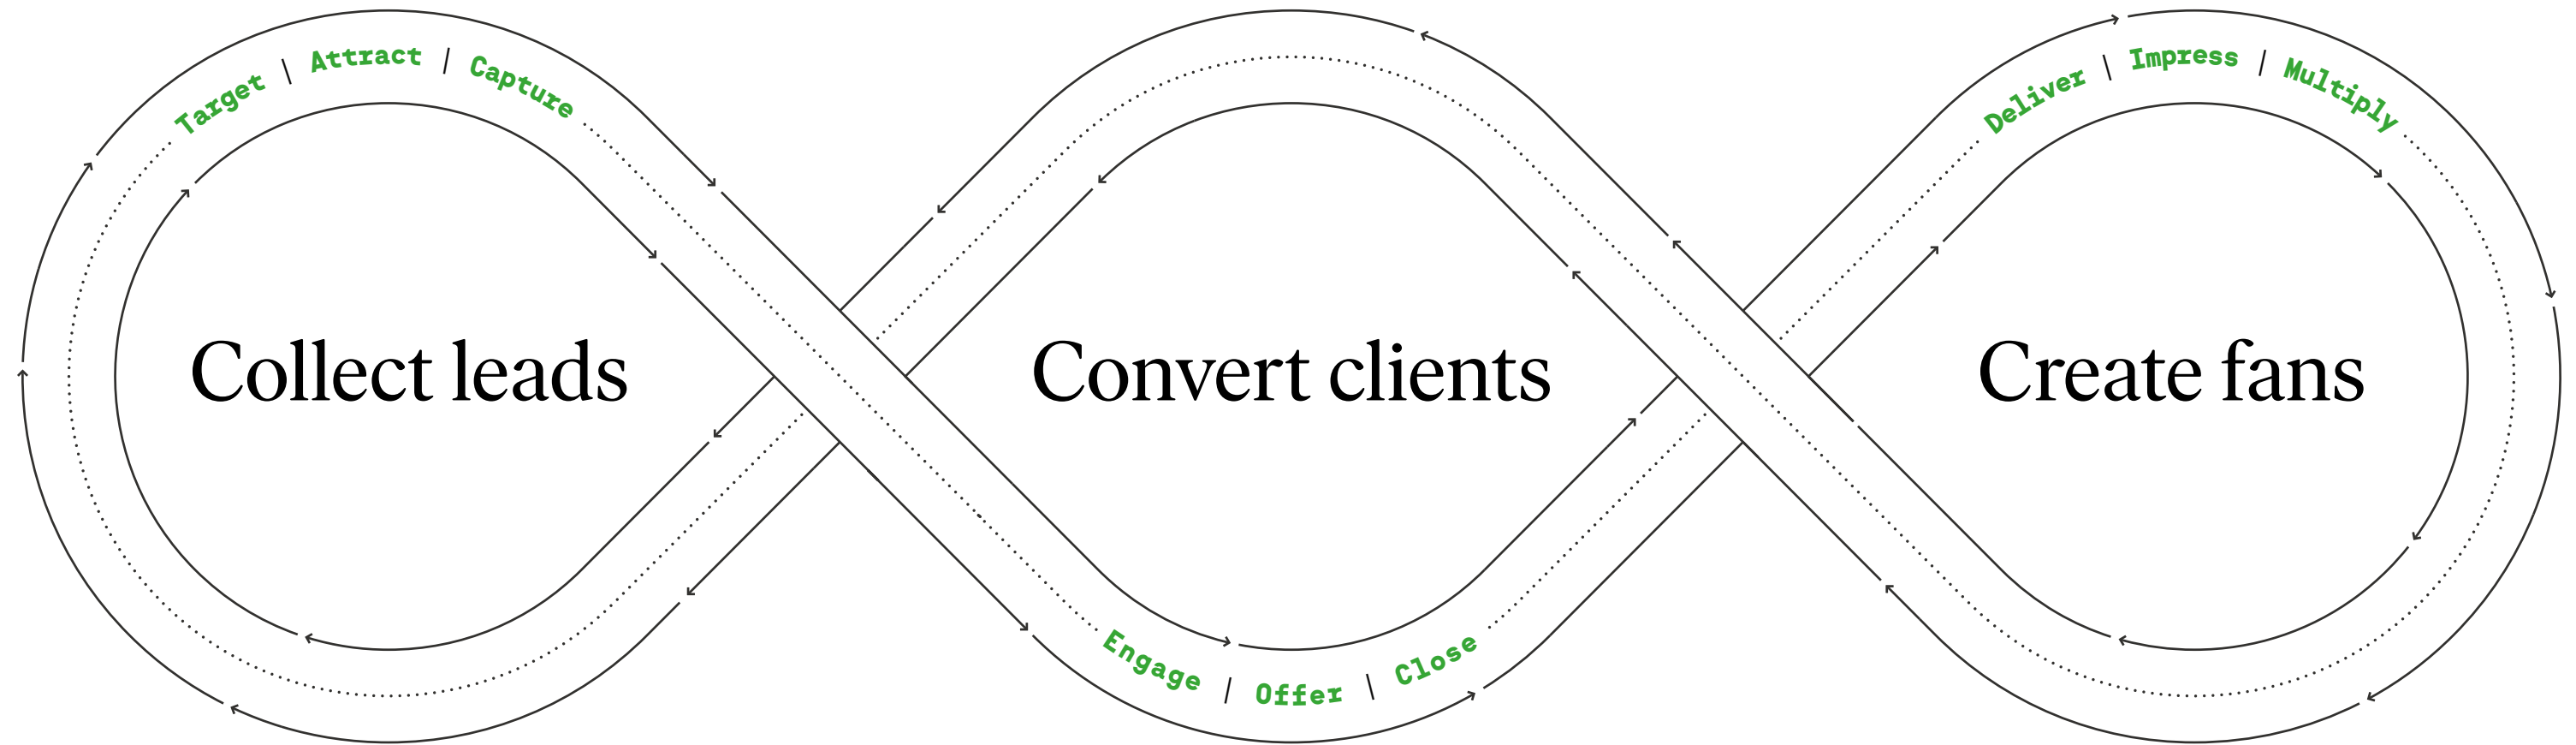 Target | Attract | Capture
Collect leads
Engage | Offer | Close
Convert clients
Deliver | Impress | Multiply
Create fans